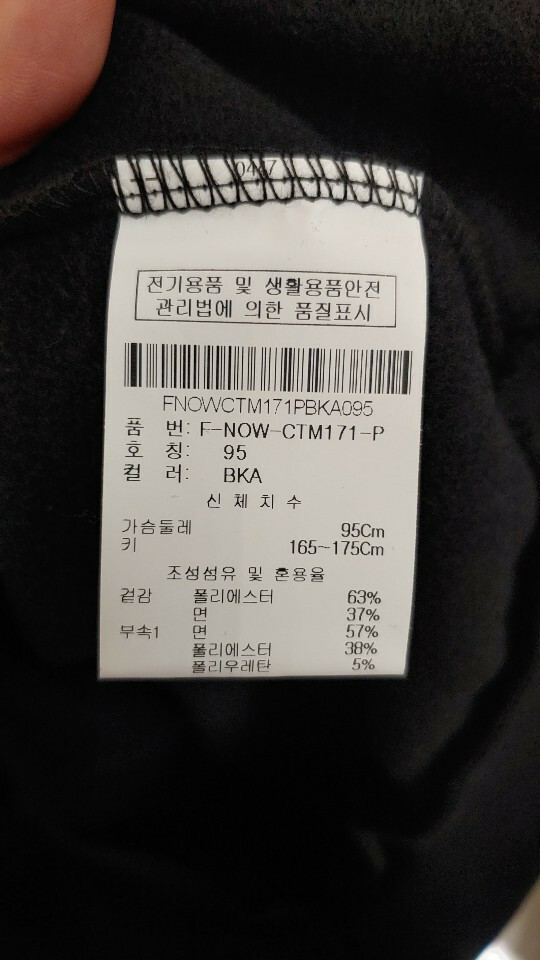 0427
전기용품 및 생활용품안전
관리법에 의한 품질표시
FNOWCTM171PBKA095
품 번: F-NOW-CTM171-P
호 칭: 95
컬 러: BKA
신 체 치 수
가슴둘레 95Cm
키 165~175Cm
조성섬유 및 혼용율
겉감 폴리에스터 63%
면 37%
부속1 면 57%
폴리에스터 38%
폴리우레탄 5%